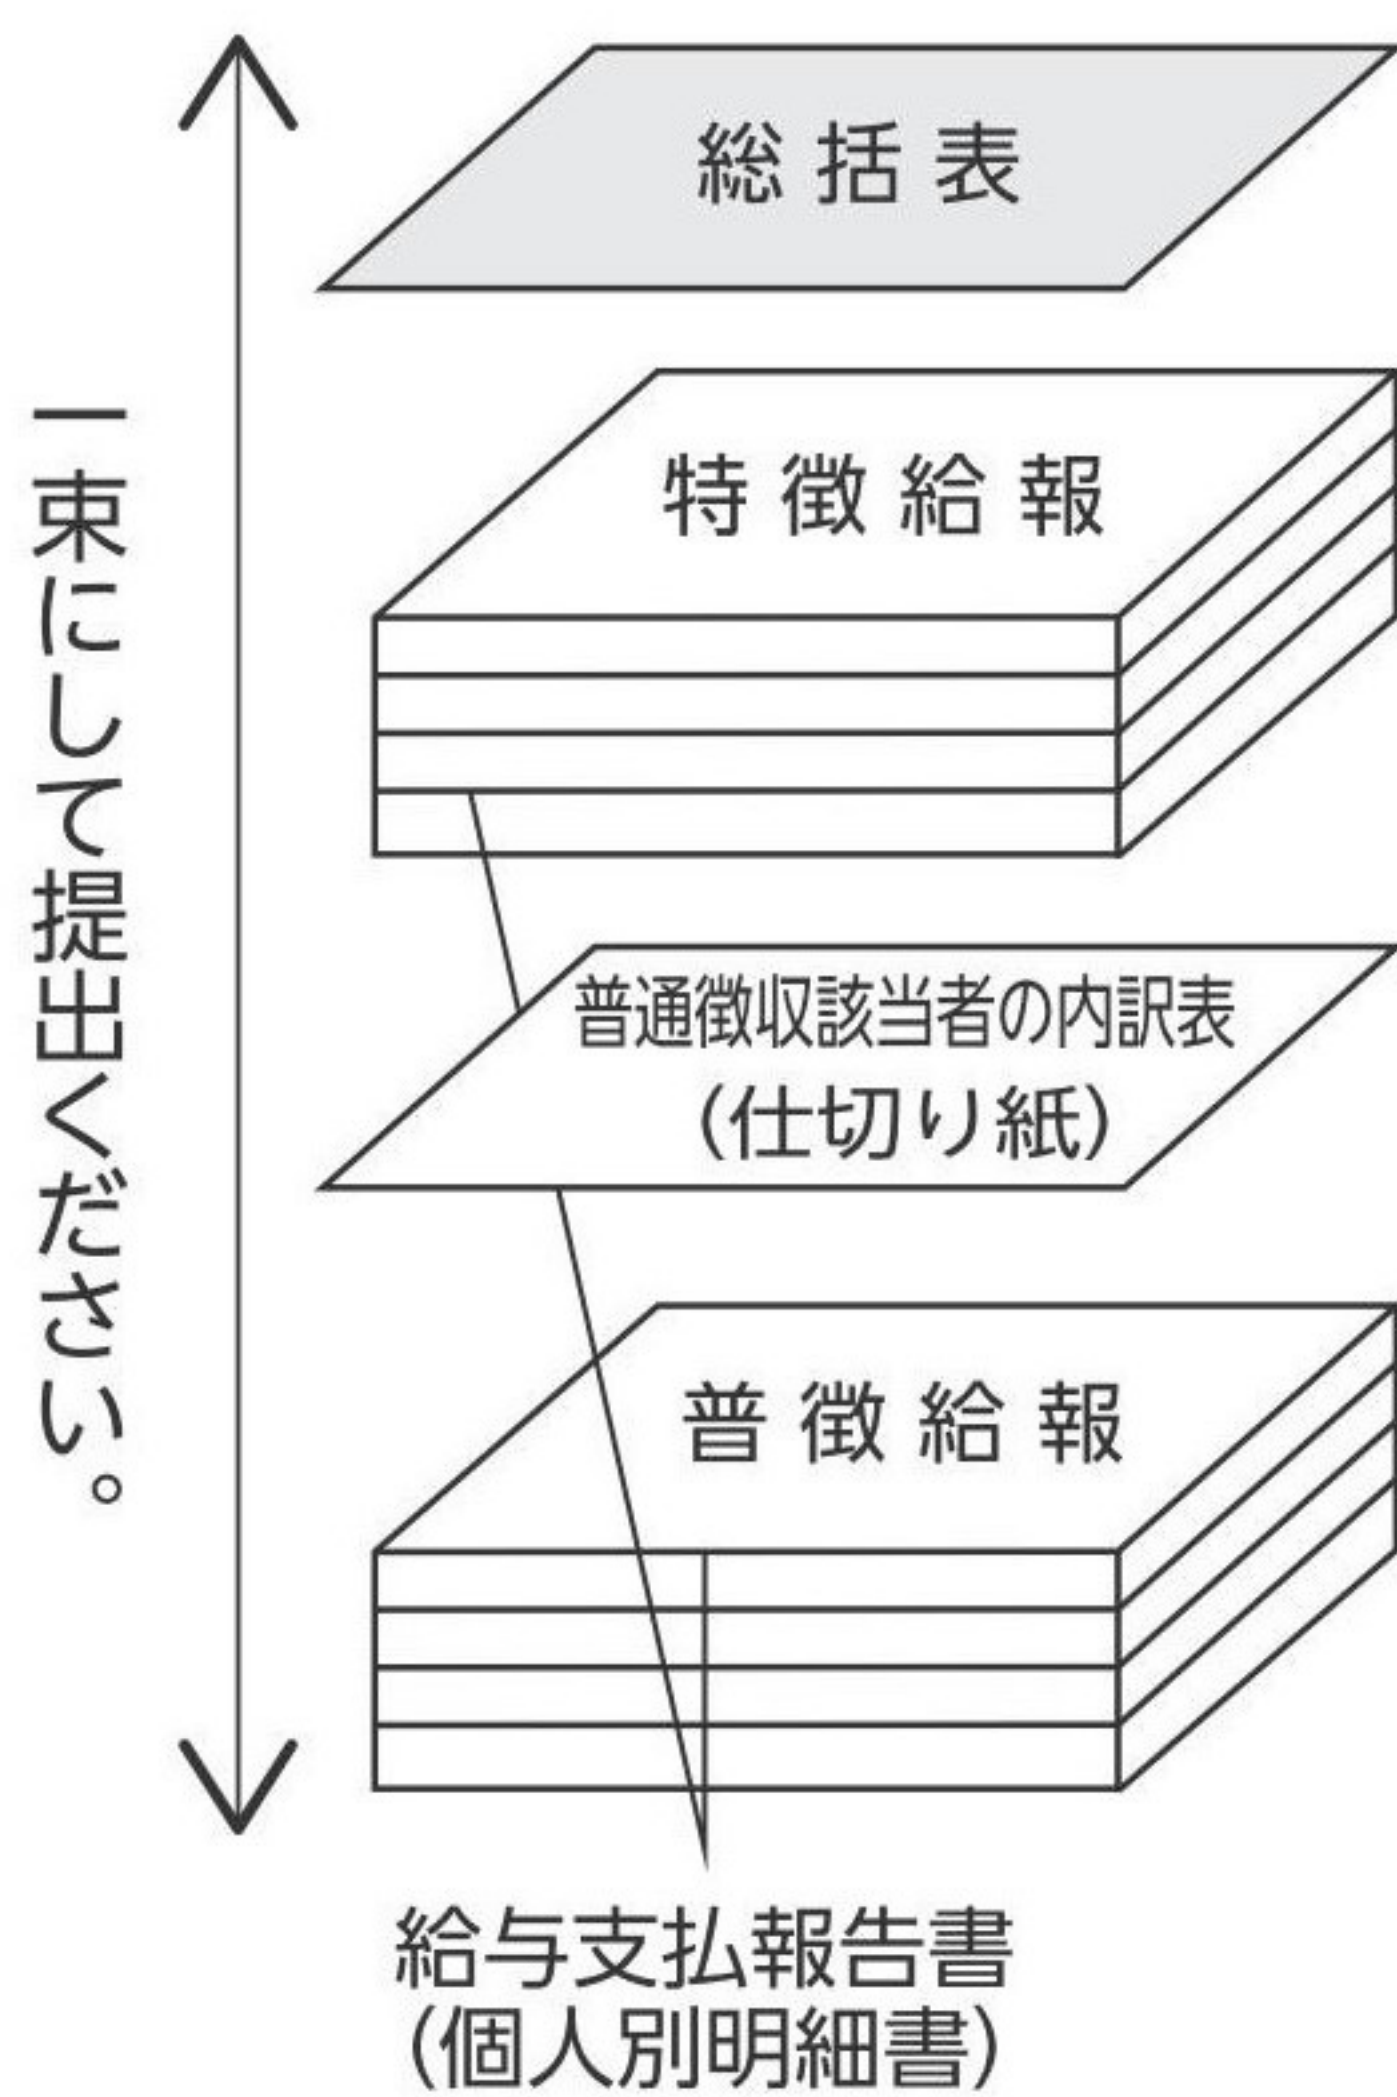 一束にして提出ください。
総括表
特徴給報
普通徴収該当者の内訳表
(仕切り紙)
普徴給報
給与支払報告書
(個人別明細書)